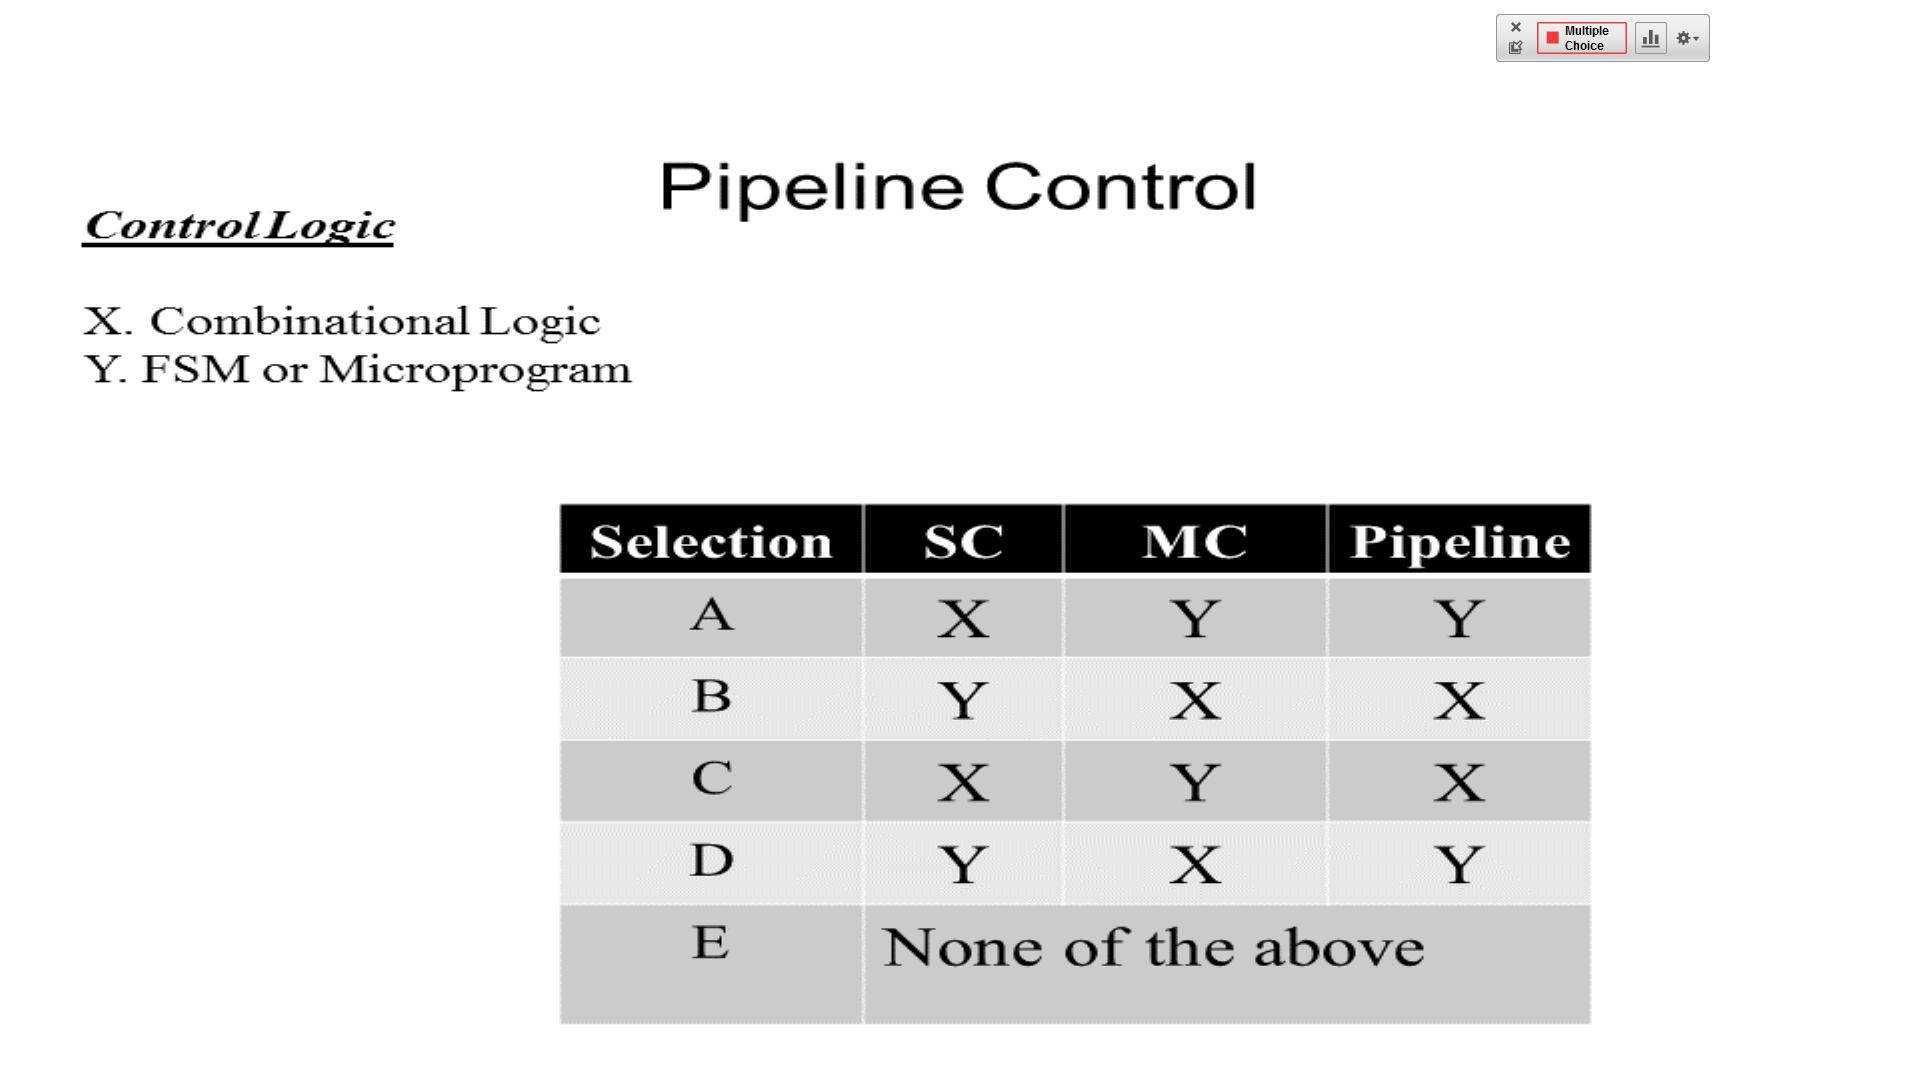 Multiple
Choice
Pipeline Control
Control Logic
X. Combinational Logic
Y. FSM or Microprogram
Selection SC MC Pipeline
A X Y Y
B Y X X
C X Y X
D Y X Y
E None of the above